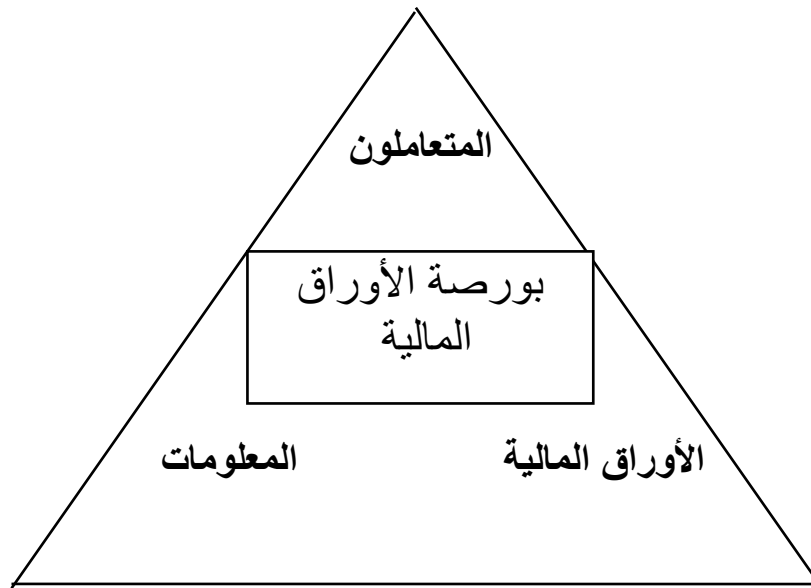 المتعاملون
بورصة الأوراق
المالية
الأوراق المالية
المعلومات